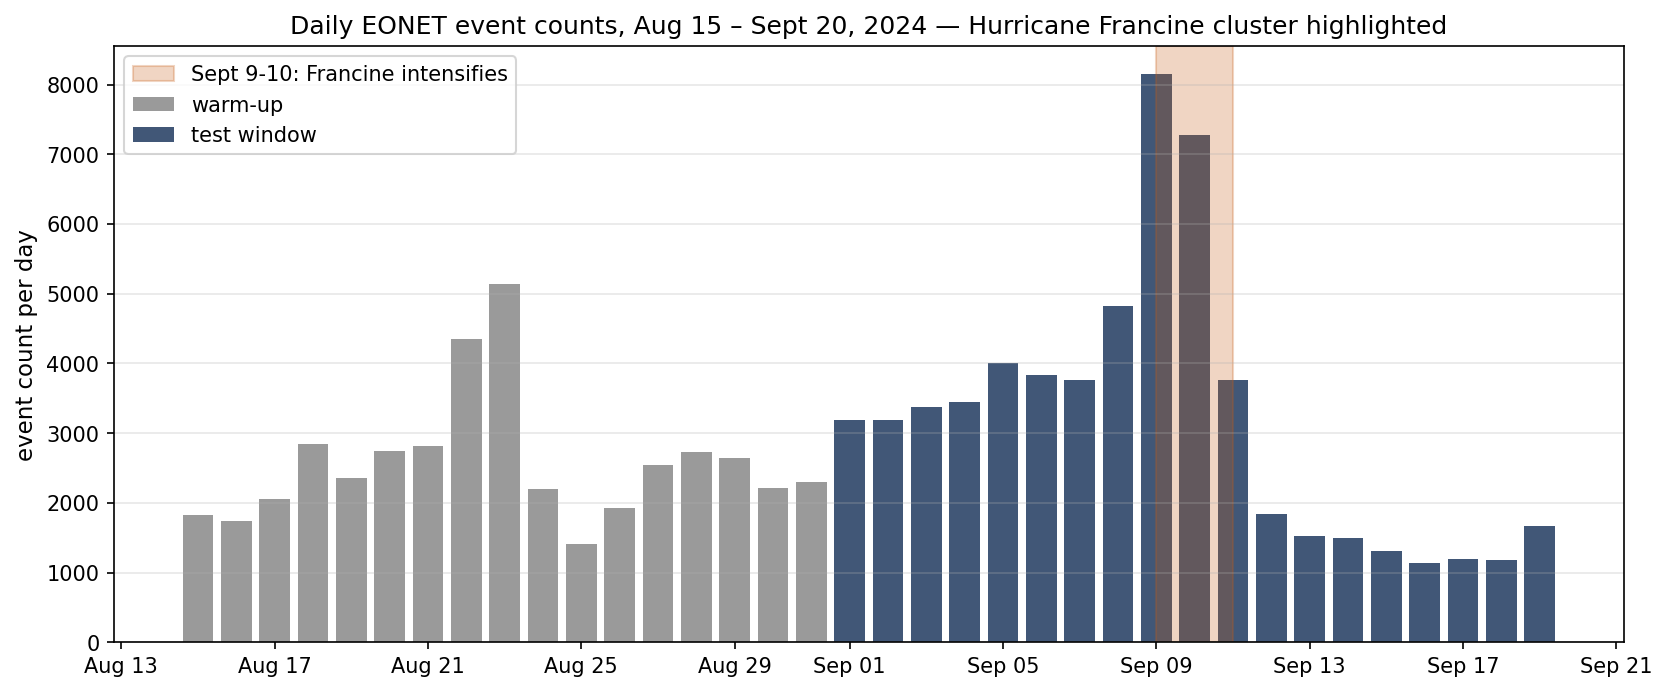 Daily EONET event counts, Aug 15 – Sept 20, 2024 — Hurricane Francine cluster highlighted
Sept 9-10: Francine intensifies
warm-up
test window
event count per day
8000
7000
6000
5000
4000
3000
2000
1000
0
Aug 13 Aug 17 Aug 21 Aug 25 Aug 29 Sep 01 Sep 05 Sep 09 Sep 13 Sep 17 Sep 21